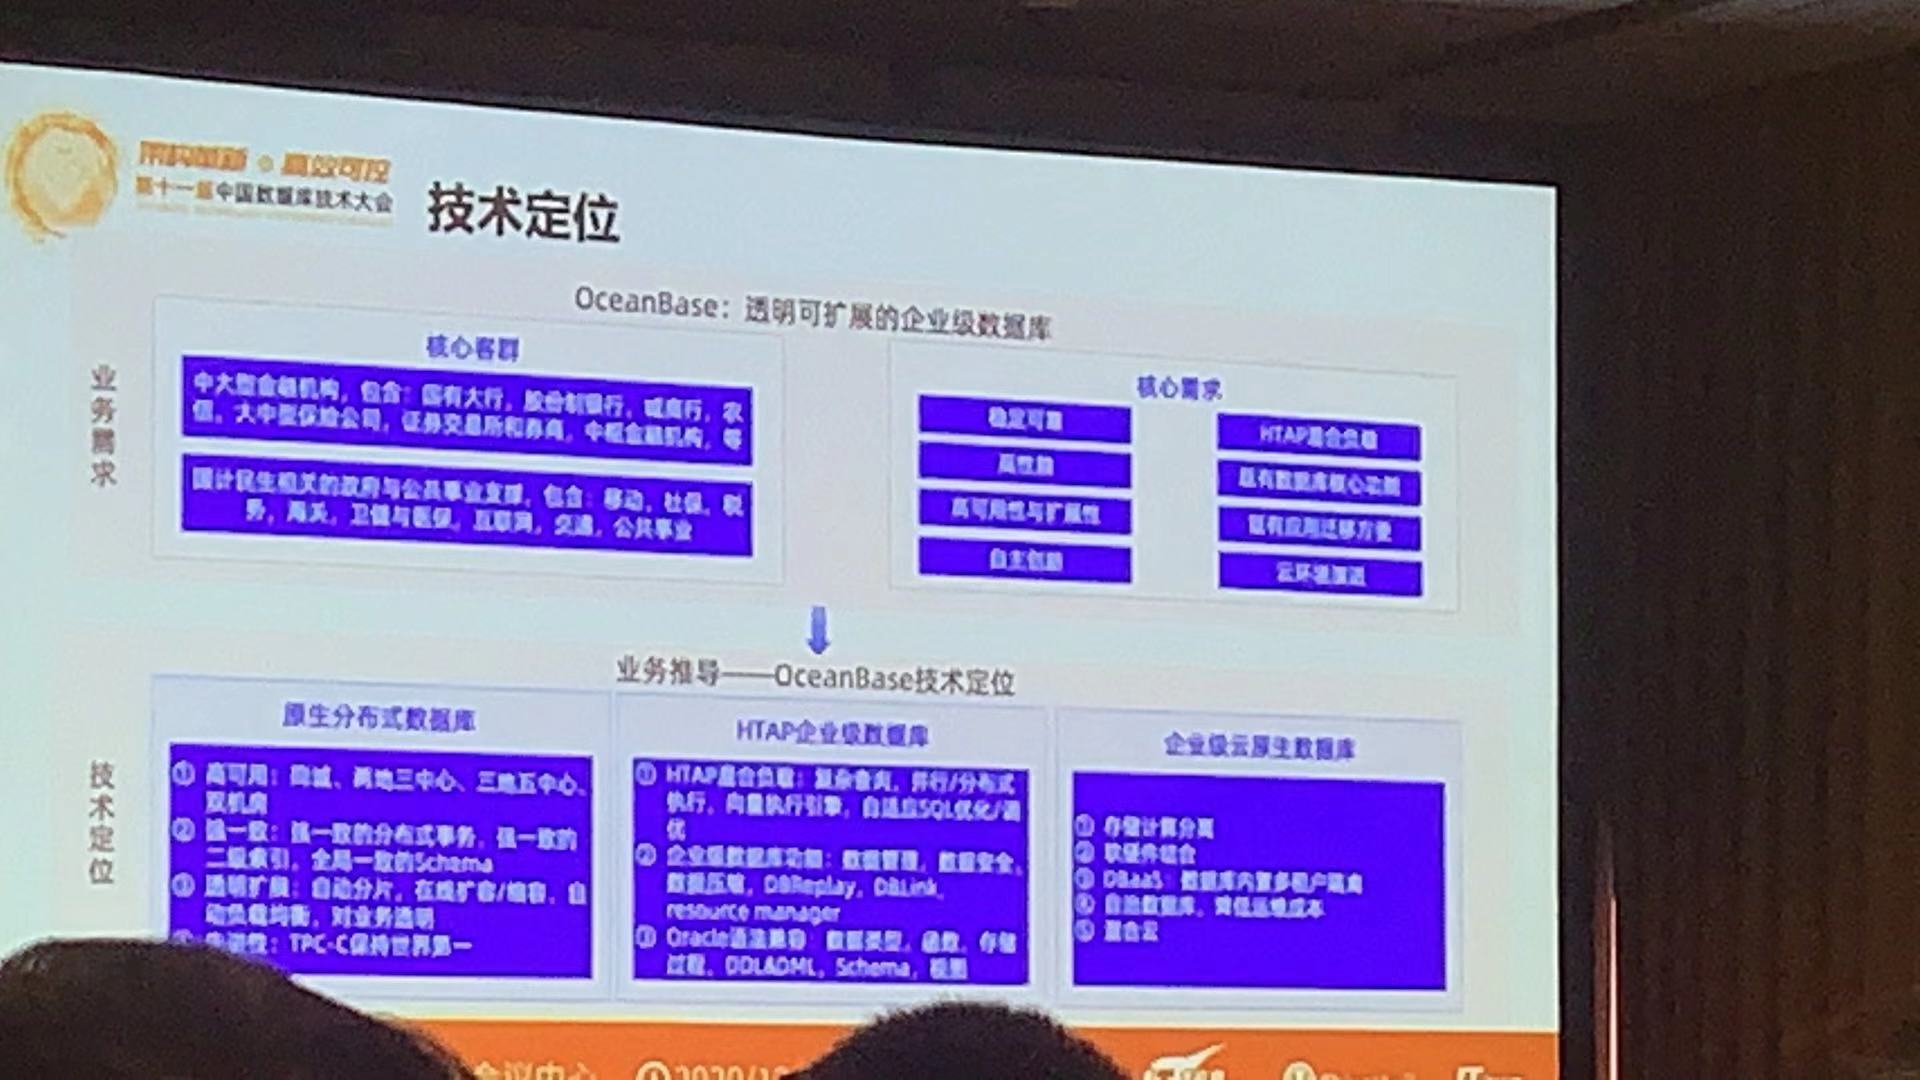 架构革新 高效可控
第十一届中国数据库技术大会
技术定位
OceanBase：透明可扩展的企业级数据库
业务需求
核心客群
中大型金融机构，包含：国有大行，股份制银行，城商行，农
信，大中型保险公司，证券交易所和券商，中枢金融机构，等
国计民生相关的政府与公共事业支撑，包含：移动，社保，税
务，海关，卫健与医保，互联网，交通，公共事业
核心需求
稳定可靠
高性能
高可用性与扩展性
自主创新
HTAP混合负载
既有数据库核心功能
既有应用迁移方便
云环境演进
业务推导——OceanBase技术定位
技术定位
原生分布式数据库
① 高可用：同城、两地三中心、三地五中心、
双机房
② 强一致：强一致的分布式事务，强一致的
二级索引，全局一致的Schema
③ 透明扩展：自动分片，在线扩容/缩容，自
动负载均衡，对业务透明
先进性：TPC-C保持世界第一
HTAP企业级数据库
① HTAP混合负载：复杂查询，并行/分布式
执行，向量执行引擎，自适应SQL优化/调
优
② 企业级数据库功能：数据管理，数据安全，
数据压缩，DBReplay，DBLink，
resource manager
③ Oracle语法兼容：数据类型，函数，存储
过程，DDL&DML，Schema，视图
企业级云原生数据库
① 存储计算分离
② 软硬件结合
③ DBaaS：数据库内置多租户隔离
④ 自治数据库，降低运维成本
⑤ 混合云
会议中心
2020/1